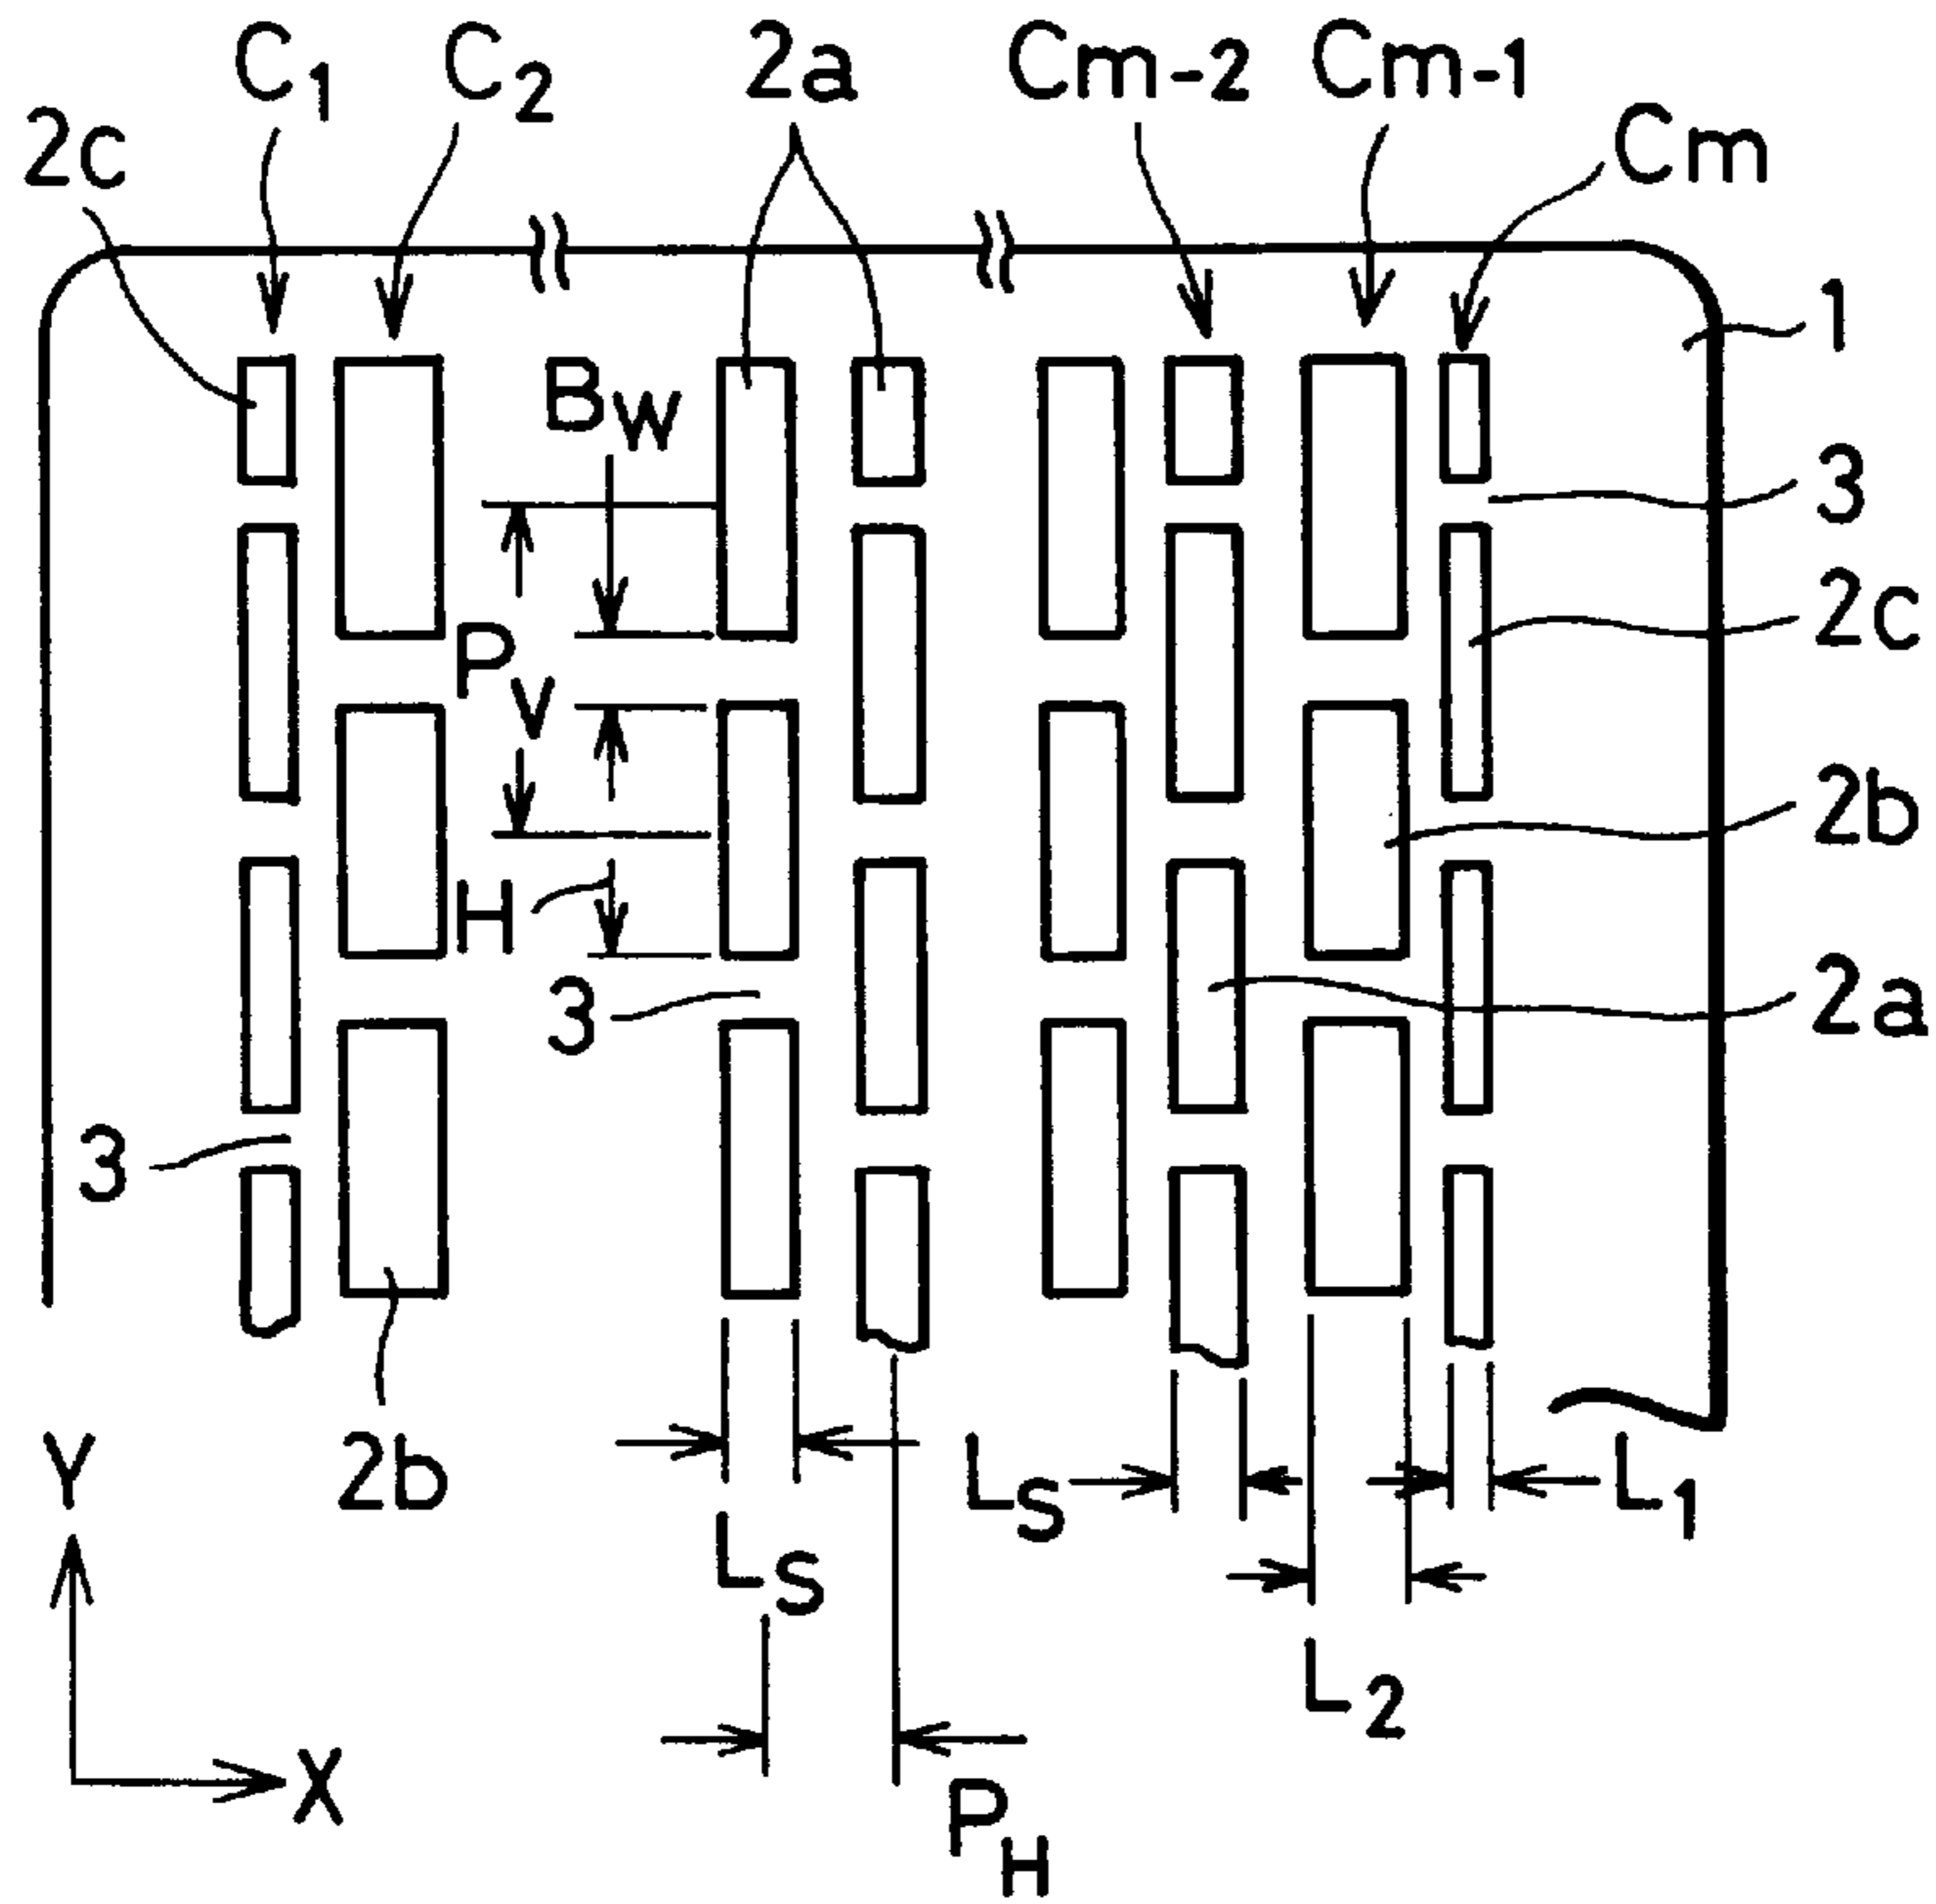 C1 C2 2a Cm-2 Cm-1
2c Cm
1
BW
3
2c
PV
2b
H
3 2a
3
Y 2b LS L1
LS
L2
X
PH